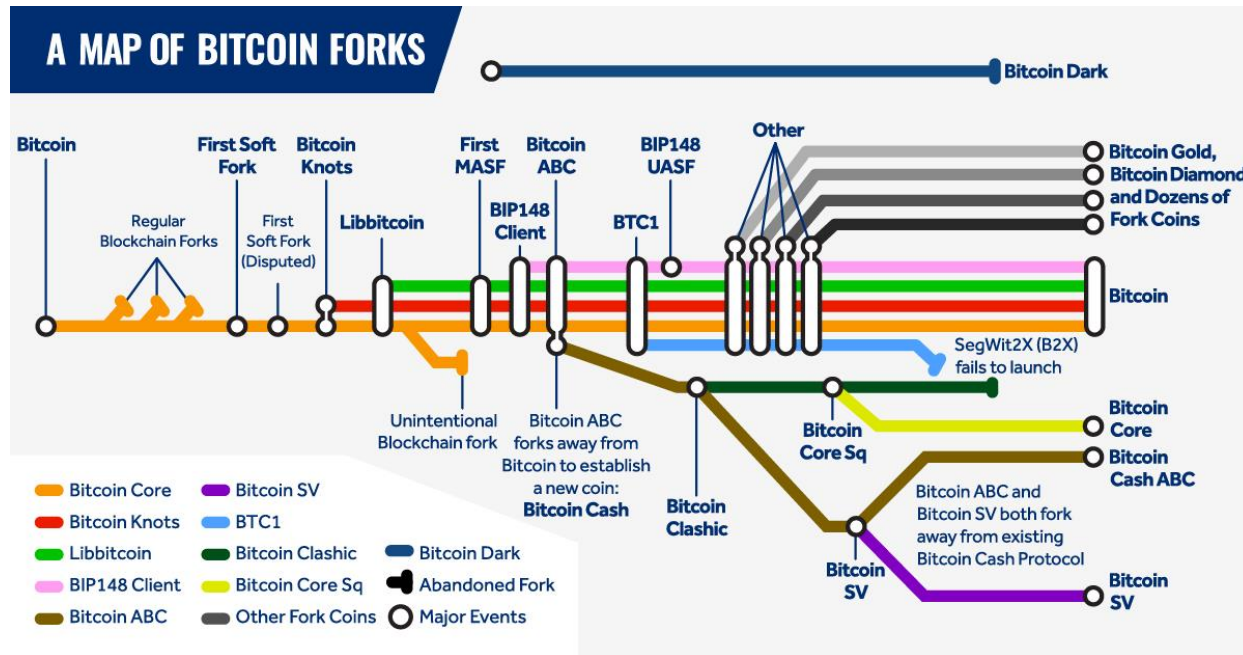 A MAP OF BITCOIN FORKS
Bitcoin Dark
Bitcoin
First Soft
Fork
Bitcoin
Knots
First
MASF
Bitcoin
ABC
BIP148
UASF
Other
Bitcoin Gold,
Bitcoin Diamond
and Dozens of
Fork Coins
Regular
Blockchain Forks
First
Soft Fork
(Disputed)
Libbitcoin
BIP148
Client
BTC1
Bitcoin
SegWit2X (B2X)
fails to launch
Unintentional
Blockchain fork
Bitcoin ABC
forks away from
Bitcoin to establish
a new coin:
Bitcoin Cash
Bitcoin
Clashic
Bitcoin
Core Sq
Bitcoin
Core
Bitcoin
Cash ABC
Bitcoin ABC and
Bitcoin SV both fork
away from existing
Bitcoin Cash Protocol
Bitcoin
SV
Bitcoin
SV
Bitcoin Core
Bitcoin Knots
Libbitcoin
BIP148 Client
Bitcoin ABC
Bitcoin SV
BTC1
Bitcoin Clashic
Bitcoin Core Sq
Other Fork Coins
Bitcoin Dark
Abandoned Fork
Major Events